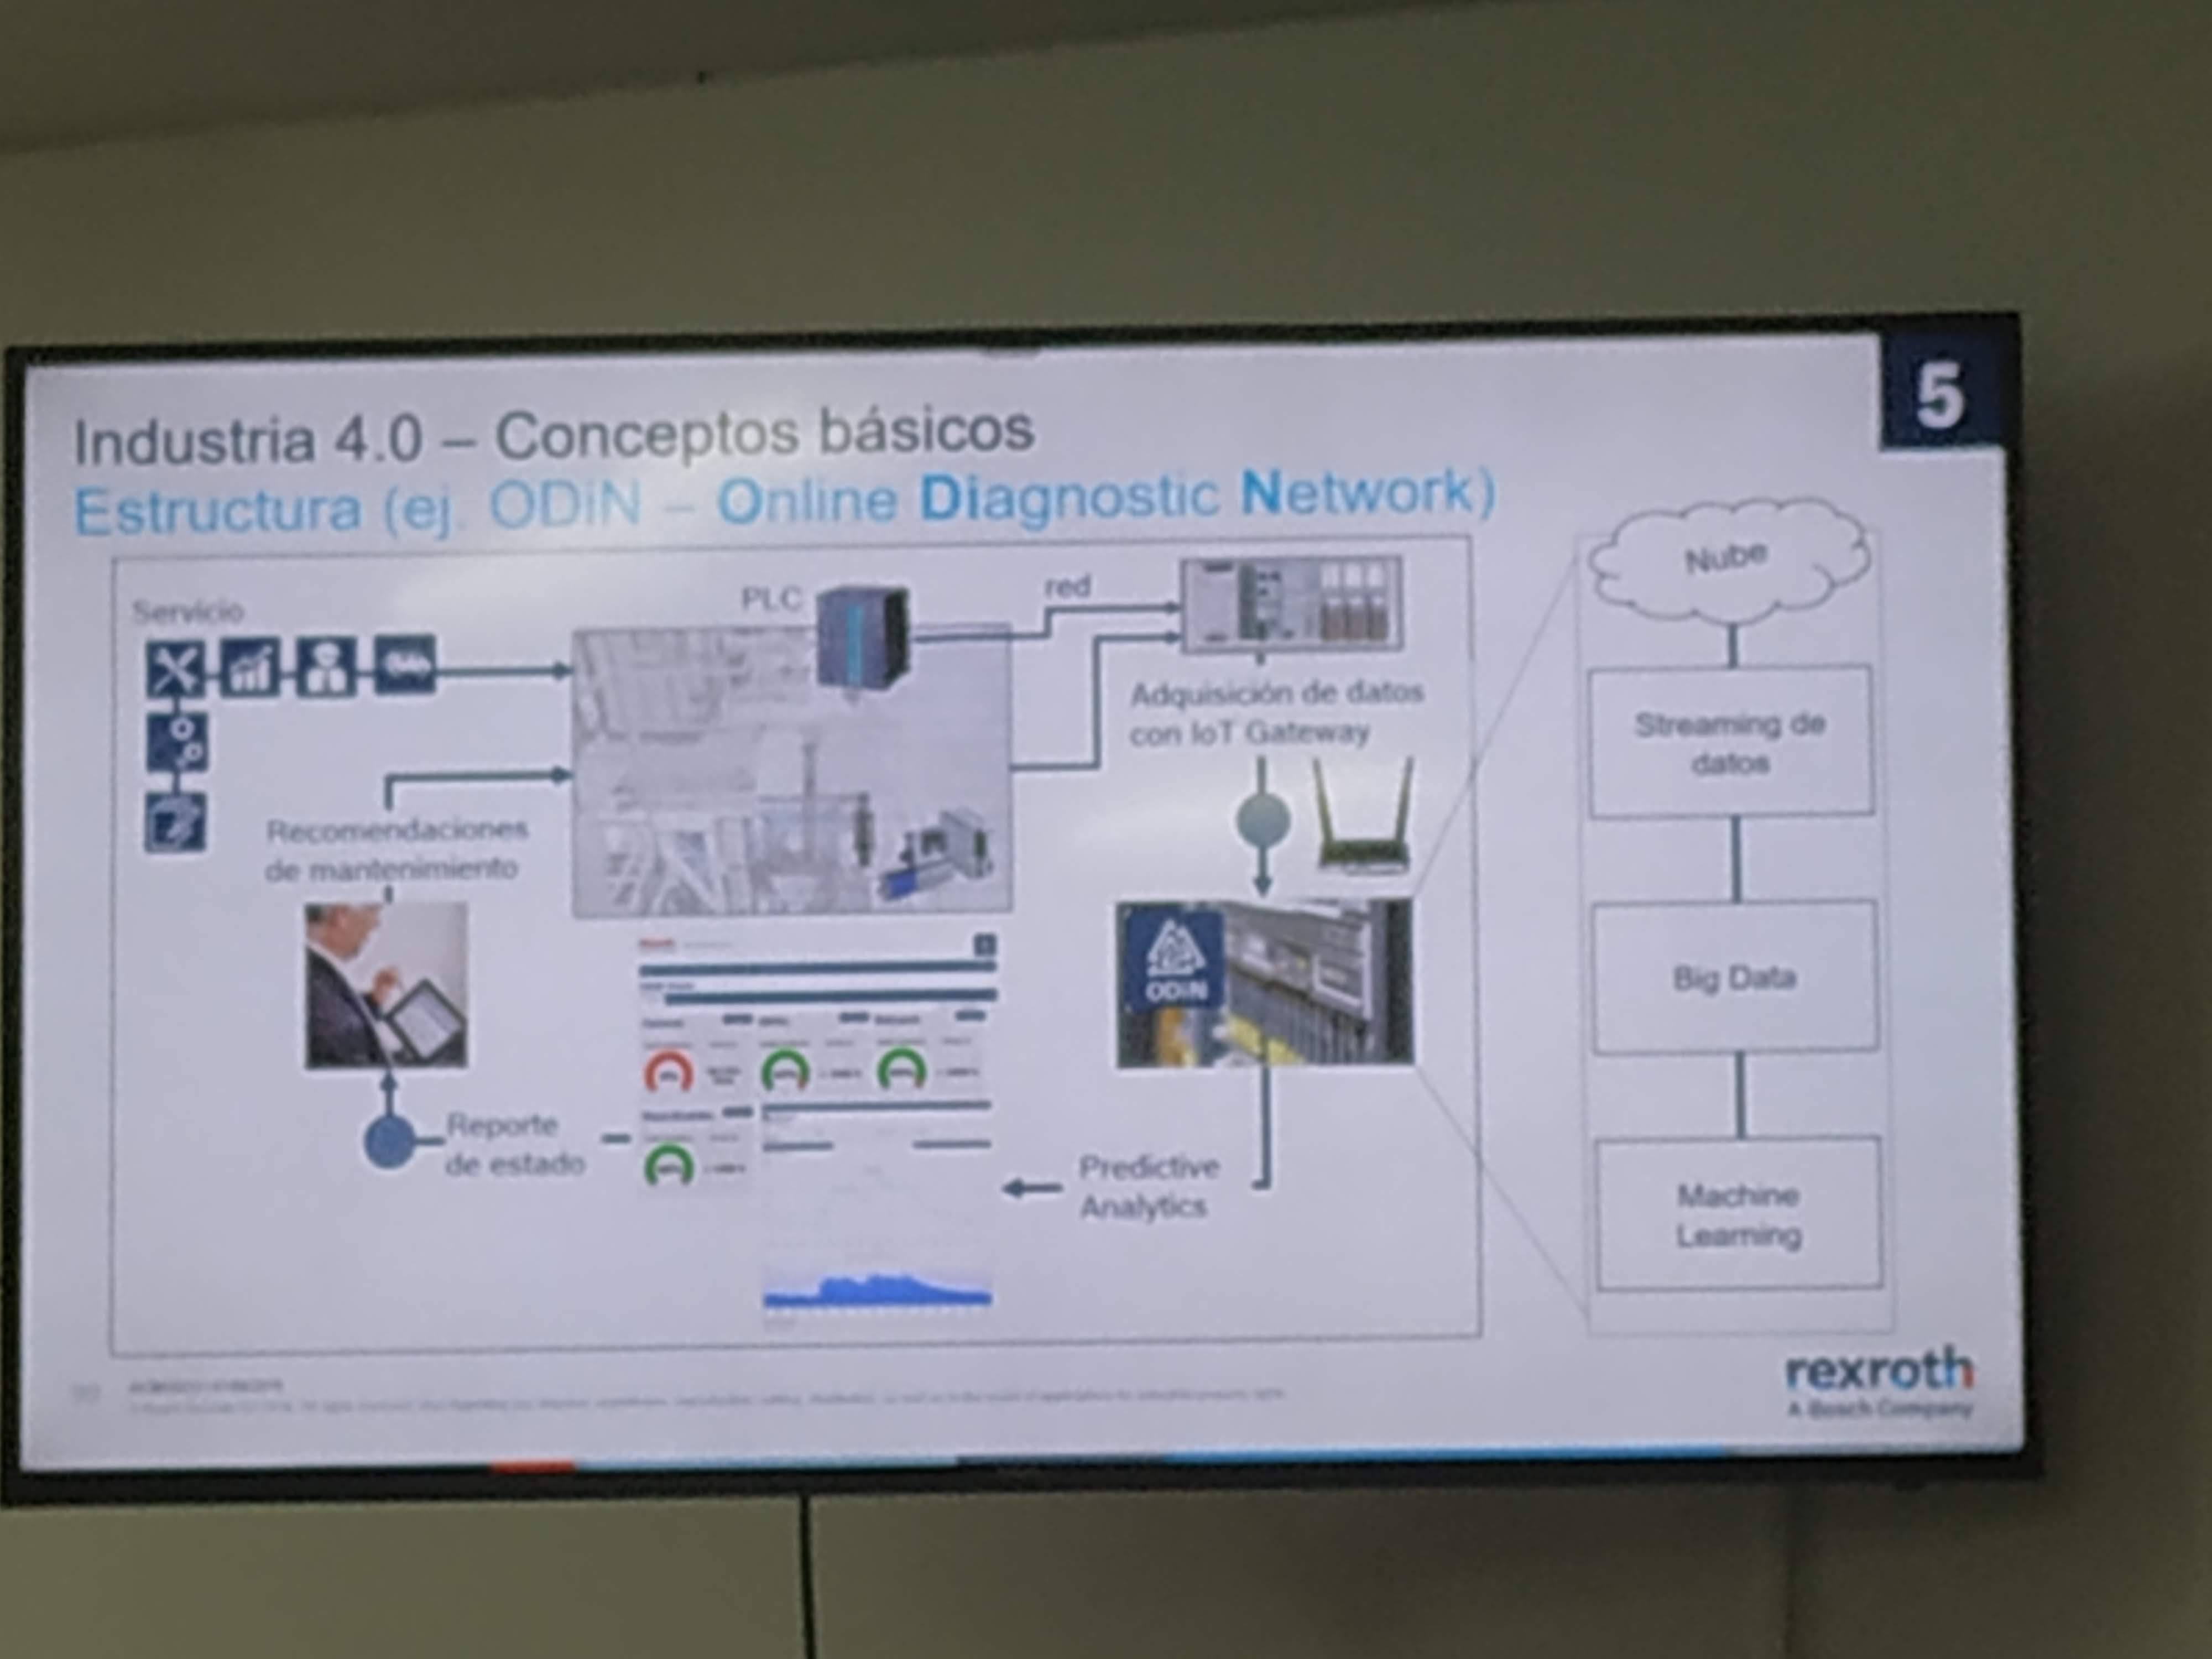 5
Industria 4.0 – Conceptos básicos
Estructura (ej. ODiN – Online Diagnostic Network)
Servicio
PLC
red
Adquisición de datos
con IoT Gateway
Recomendaciones
de mantenimiento
ODiN
Reporte
de estado
Predictive
Analytics
Nube
Streaming de
datos
Big Data
Machine
Learning
rexroth
A Bosch Company